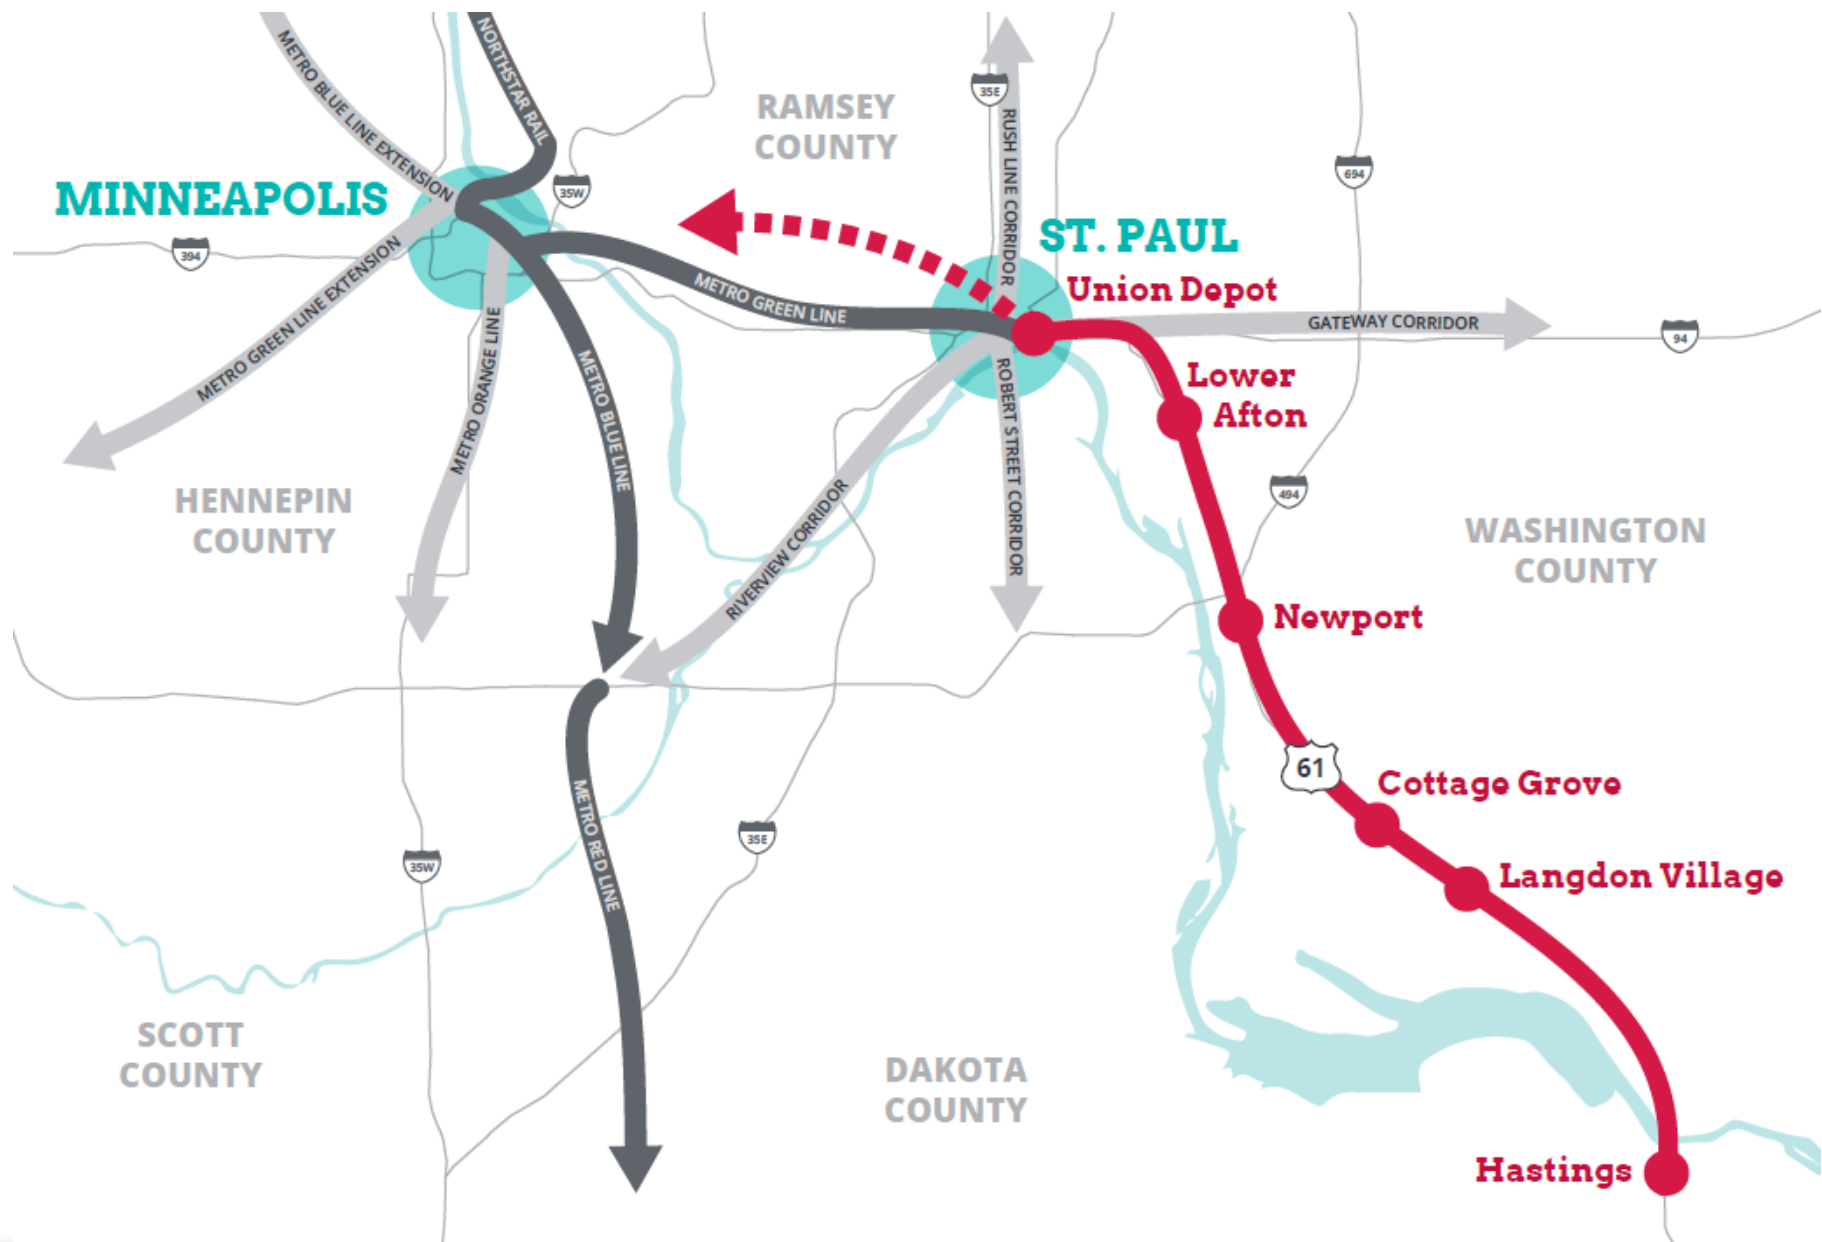 METRO BLUE LINE EXTENSION
NORTHSTAR RAIL
RAMSEY
COUNTY
35E
RUSH LINE CORRIDOR
694
35W
MINNEAPOLIS
394
METRO GREEN LINE EXTENSION
METRO ORANGE LINE
METRO GREEN LINE
METRO BLUE LINE
ST. PAUL
Union Depot
GATEWAY CORRIDOR
94
Lower
Afton
ROBERT STREET CORRIDOR
RIVERVIEW CORRIDOR
494
HENNEPIN
COUNTY
WASHINGTON
COUNTY
Newport
61
Cottage Grove
METRO RED LINE
35E
35W
Langdon Village
SCOTT
COUNTY
DAKOTA
COUNTY
Hastings